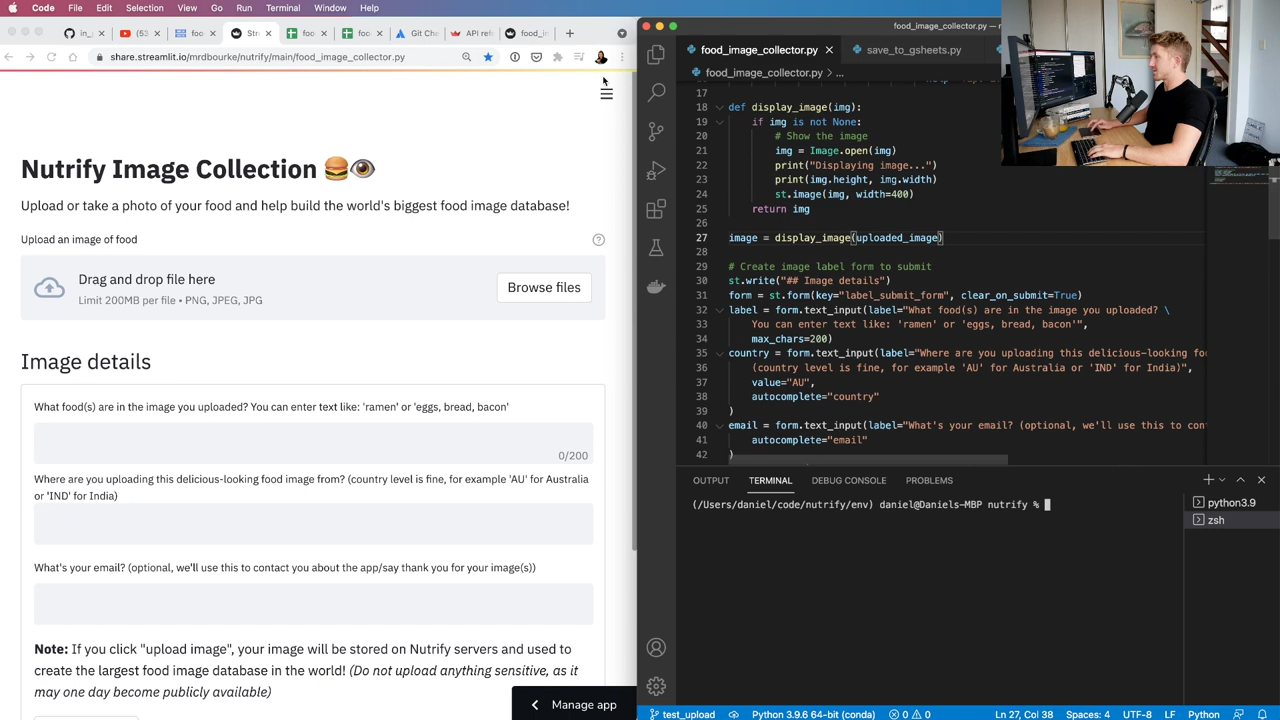 Code File Edit Selection View Go Run Terminal Window Help
in_ (53 foo Str foo foo Git Che API refe food_in
share.streamlit.io/mrdbourke/nutrify/main/food_image_collector.py
Nutrify Image Collection 🍔👁️
Upload or take a photo of your food and help build the world's biggest food image database!
Upload an image of food
Drag and drop file here
Limit 200MB per file • PNG, JPEG, JPG
Browse files
Image details
What food(s) are in the image you uploaded? You can enter text like: 'ramen' or 'eggs, bread, bacon'
0/200
Where are you uploading this delicious-looking food image from? (country level is fine, for example 'AU' for Australia
or 'IND' for India)
What's your email? (optional, we'll use this to contact you about the app/say thank you for your image(s))
Note: If you click "upload image", your image will be stored on Nutrify servers and used to
create the largest food image database in the world! (Do not upload anything sensitive, as it
may one day become publicly available)
Manage app
food_image_collector.py —
food_image_collector.py save_to_gsheets.py
food_image_collector.py > ...
17
18 def display_image(img):
19 if img is not None:
20 # Show the image
21 img = Image.open(img)
22 print("Displaying image...")
23 print(img.height, img.width)
24 st.image(img, width=400)
25 return img
26
27 image = display_image(uploaded_image)
28
29 # Create image label form to submit
30 st.write("## Image details")
31 form = st.form(key="label_submit_form", clear_on_submit=True)
32 label = form.text_input(label="What food(s) are in the image you uploaded? \
33 You can enter text like: 'ramen' or 'eggs, bread, bacon'",
34 max_chars=200)
35 country = form.text_input(label="Where are you uploading this delicious-looking fo
36 (country level is fine, for example 'AU' for Australia or 'IND' for India)",
37 value="AU",
38 autocomplete="country"
39 )
40 email = form.text_input(label="What's your email? (optional, we'll use this to con
41 autocomplete="email"
42 )
OUTPUT TERMINAL DEBUG CONSOLE PROBLEMS
(/Users/daniel/code/nutrify/env) daniel@Daniels-MBP nutrify %
python3.9
zsh
test_upload Python 3.9.6 64-bit (conda) 0 0 Ln 27, Col 38 Spaces: 4 UTF-8 LF Python